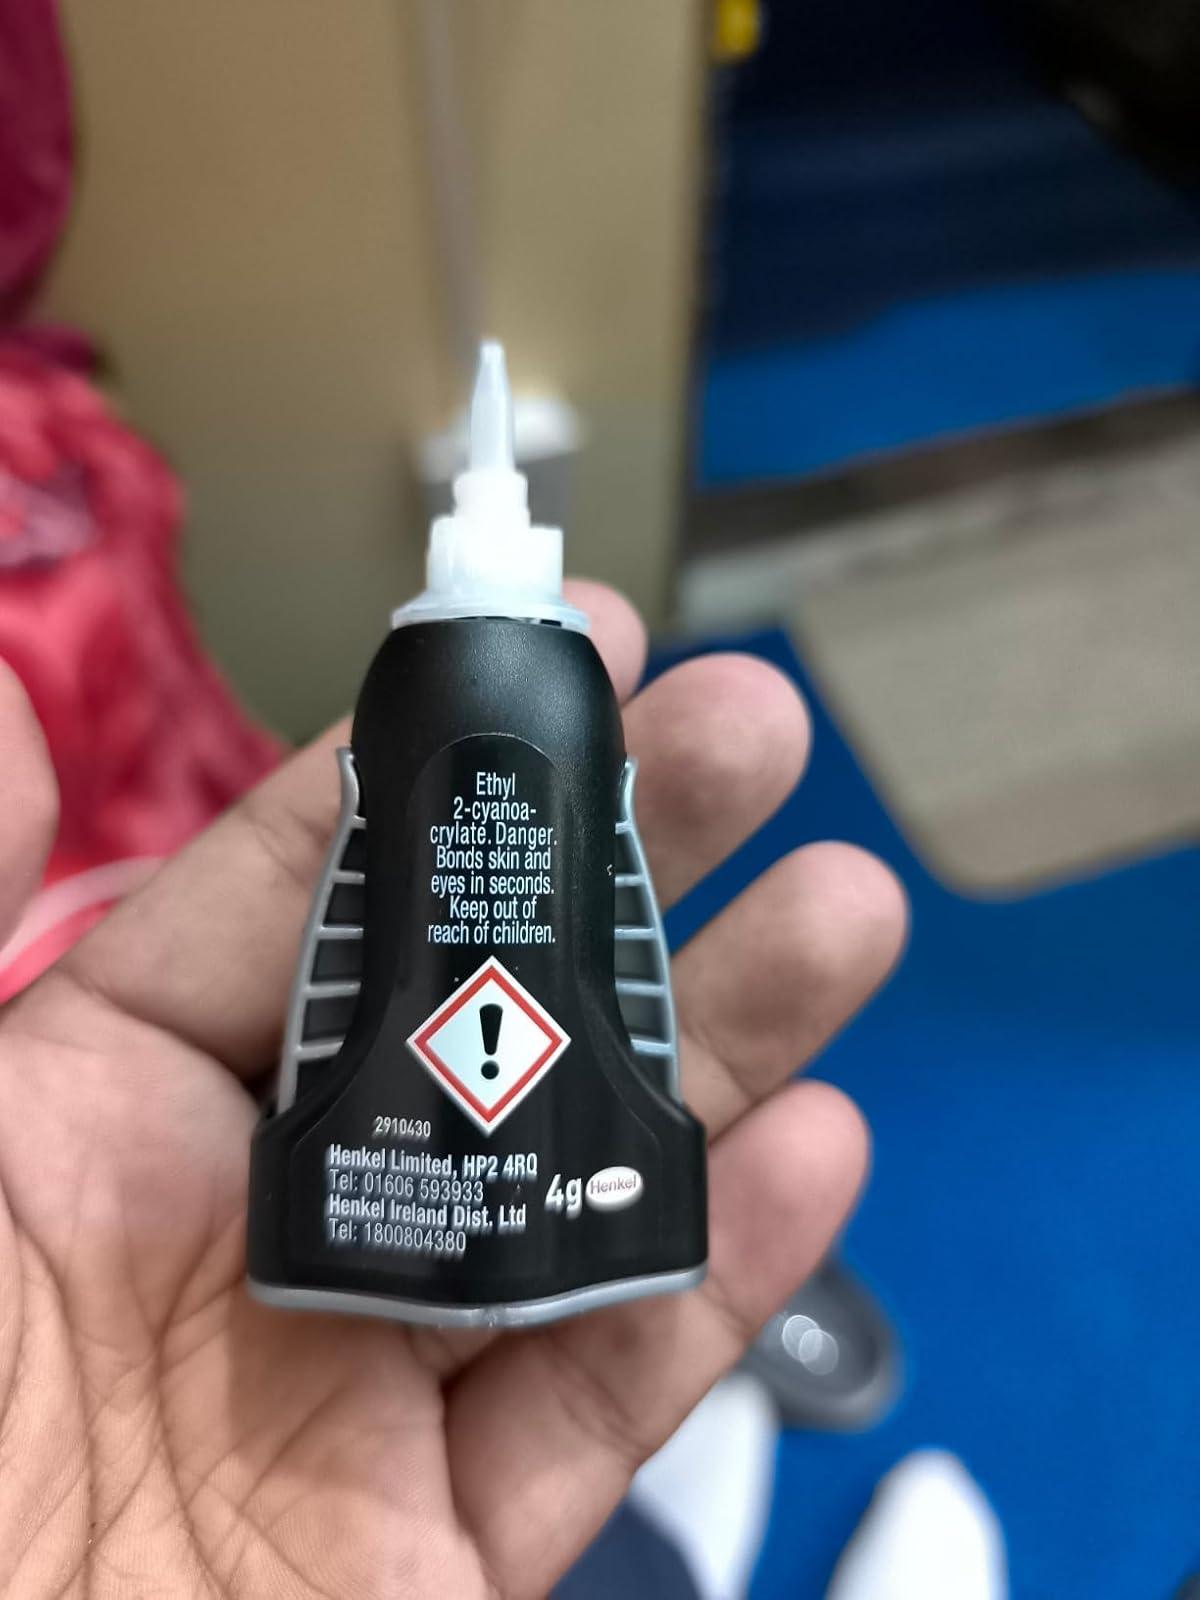 Ethyl
2-cyanoa-
crylate. Danger.
Bonds skin and
eyes in seconds.
Keep out of
reach of children.
2910430
Henkel Limited, HP2 4RQ
Tel: 01606 593933
Henkel Ireland Dist. Ltd
Tel: 1800804380
4g Henkel